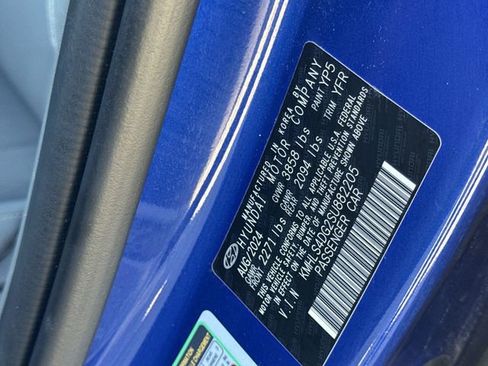 MANUFACTURED IN KOREA BY
HYUNDAI MOTOR COMPANY
AUG/2024 GVWR 3858 lbs PAINT YP5
GAWR FRONT 2271 lbs GAWR REAR 2094 lbs TRIM YFR
THIS VEHICLE CONFORMS TO ALL APPLICABLE U.S.A. FEDERAL
MOTOR VEHICLE SAFETY, BUMPER, AND THEFT PREVENTION STANDARDS
IN EFFECT ON THE DATE OF MANUFACTURE SHOWN ABOVE
V I N : KMHLS4DG2SU882205
PASSENGER CAR